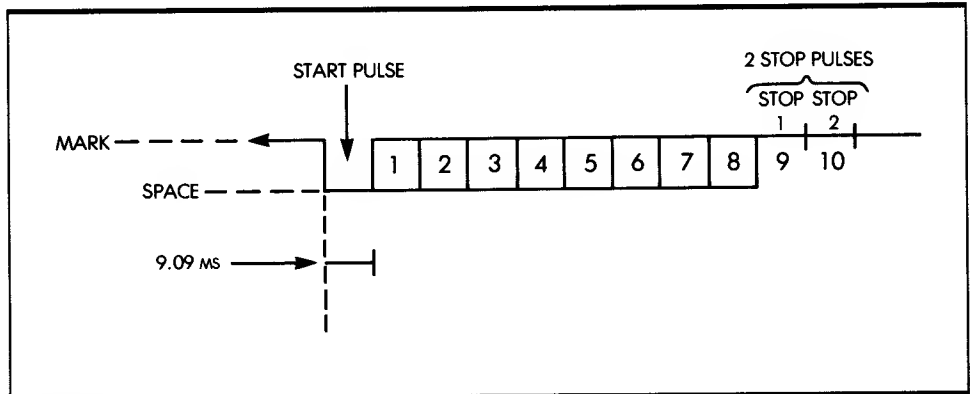 2 STOP PULSES
START PULSE
STOP STOP
1 2
MARK
1 2 3 4 5 6 7 8 9 10
SPACE
9.09 MS